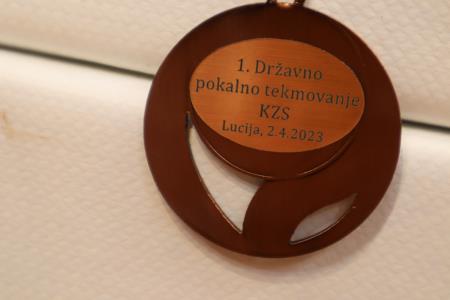 1. Državno
pokalno tekmovanje
KZS
Lucija, 2.4.2023